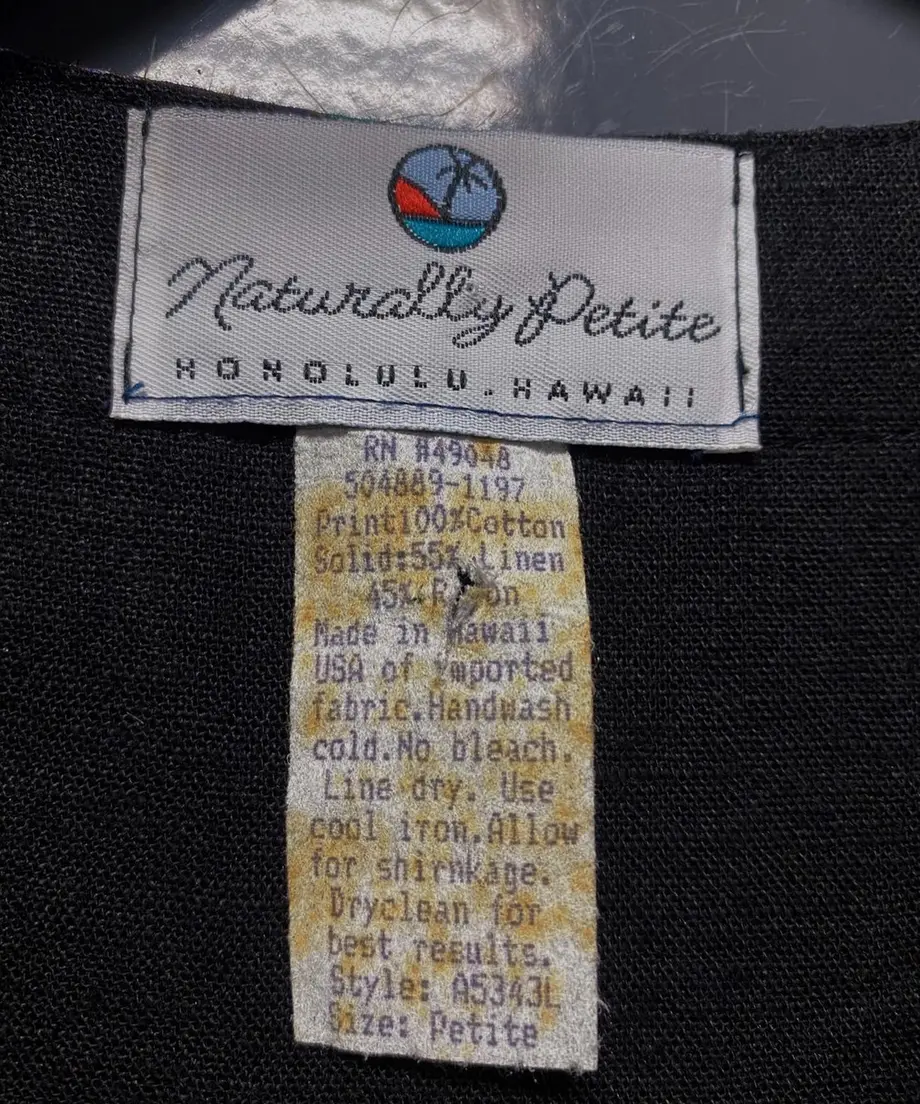 Naturally Petite
HONOLULU.HAWAII
RN #49048
504889-1197
Print100%Cotton
Solid:55% Linen
45%
Made in Hawaii
USA of imported
fabric.Handwash
cold.No bleach.
Line dry. Use
cool iron.Allow
for shirnkage.
Dryclean for
best results.
Style: A5343L
Size: Petite